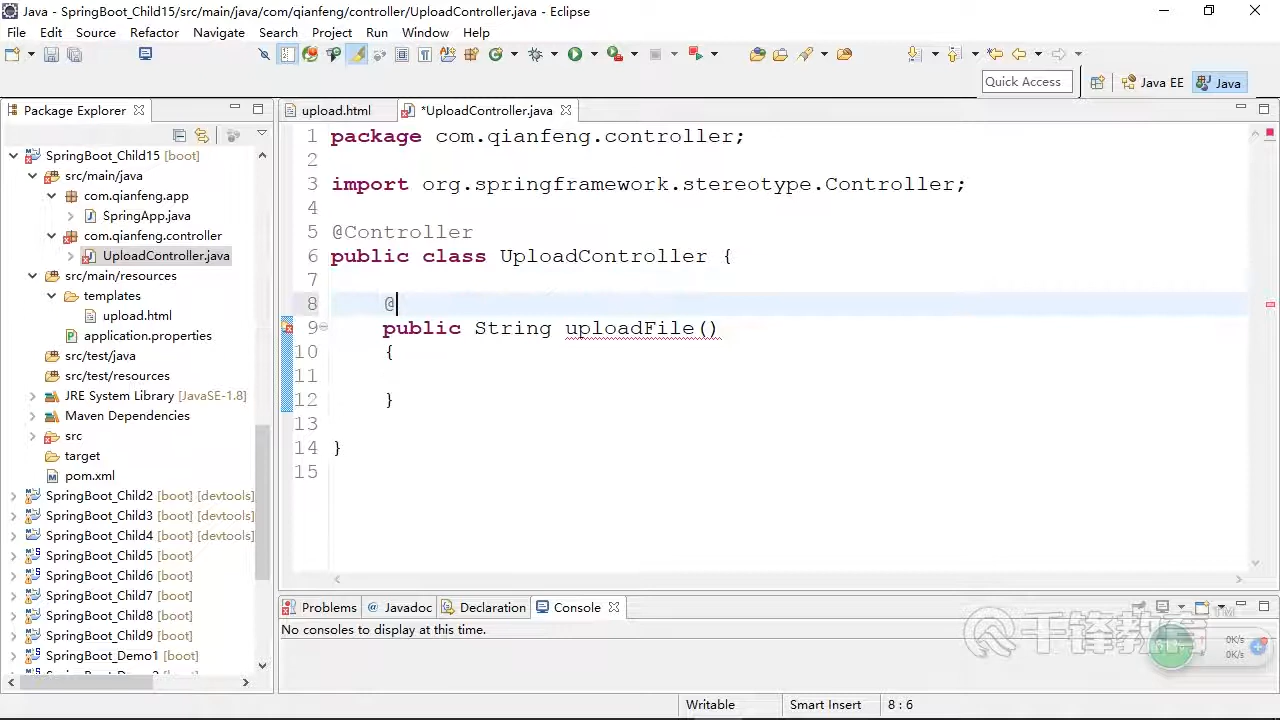 Java - SpringBoot_Child15/src/main/java/com/qianfeng/controller/UploadController.java - Eclipse
File Edit Source Refactor Navigate Search Project Run Window Help
Quick Access
Java EE
Java
Package Explorer
upload.html
*UploadController.java
SpringBoot_Child15 [boot]
src/main/java
com.qianfeng.app
SpringApp.java
com.qianfeng.controller
UploadController.java
src/main/resources
templates
upload.html
application.properties
src/test/java
src/test/resources
JRE System Library [JavaSE-1.8]
Maven Dependencies
src
target
pom.xml
SpringBoot_Child2 [boot] [devtools]
SpringBoot_Child3 [boot] [devtools]
SpringBoot_Child4 [boot] [devtools]
SpringBoot_Child5 [boot]
SpringBoot_Child6 [boot]
SpringBoot_Child7 [boot]
SpringBoot_Child8 [boot]
SpringBoot_Child9 [boot]
SpringBoot_Demo1 [boot]
1 package com.qianfeng.controller;
2
3 import org.springframework.stereotype.Controller;
4
5 @Controller
6 public class UploadController {
7
8 @
9 public String uploadFile()
10 {
11
12 }
13
14 }
15
Problems @ Javadoc Declaration Console
No consoles to display at this time.
千锋教育 TM
0K/s
0K/s
Writable
Smart Insert
8 : 6